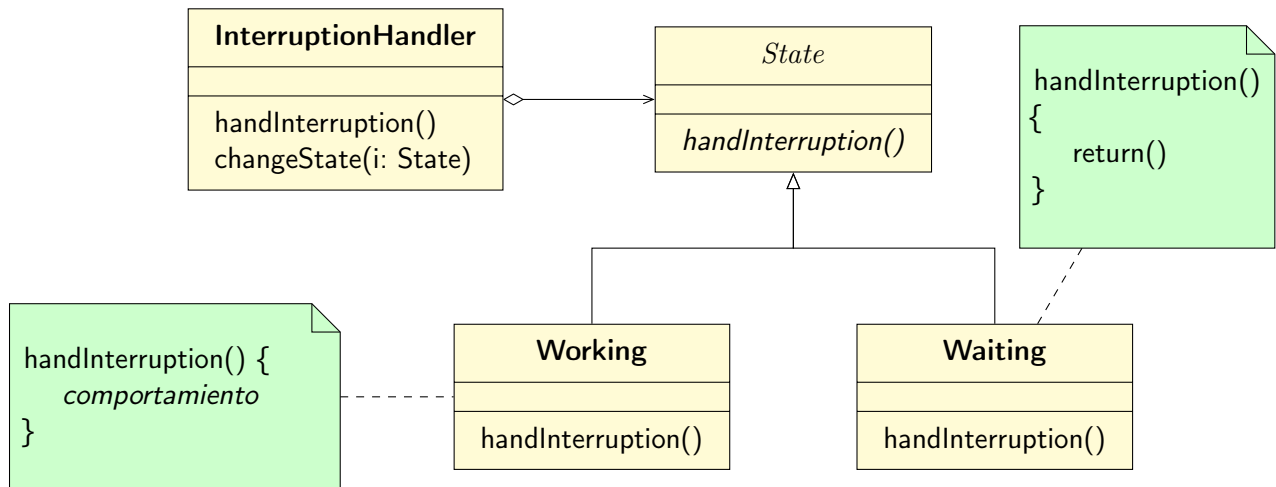 InterruptionHandler
handInterruption()
changeState(i: State)
State
handInterruption()
handInterruption()
{
return()
}
handInterruption() {
comportamiento
}
Working
handInterruption()
Waiting
handInterruption()